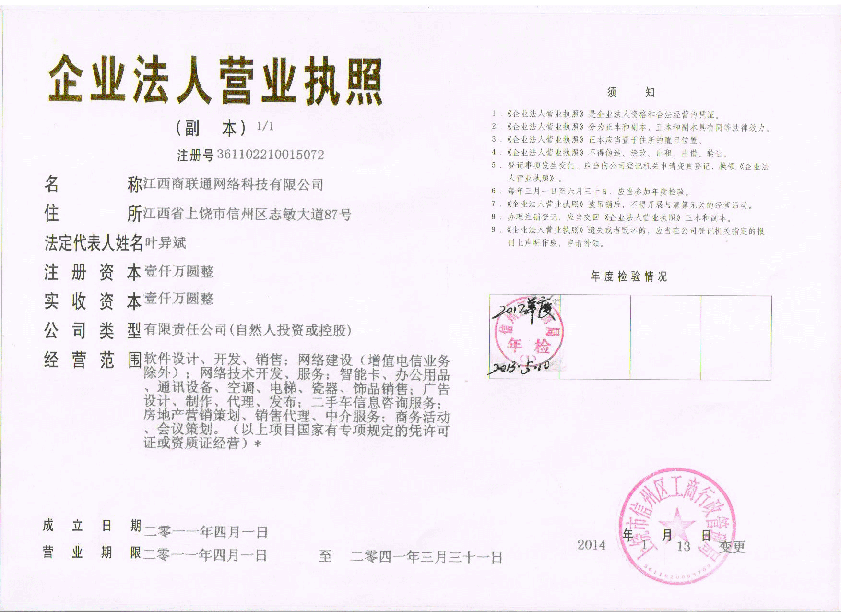 企业法人营业执照
(副 本) 1/1
注册号 361102210015072
名 称 江西商联通网络科技有限公司
住 所 江西省上饶市信州区志敏大道87号
法定代表人姓名 叶异斌
注 册 资 本 壹仟万圆整
实 收 资 本 壹仟万圆整
公 司 类 型 有限责任公司(自然人投资或控股)
经 营 范 围 软件设计、开发、销售；网络建设（增值电信业务
除外）；网络技术开发、服务；智能卡、办公用品
、通讯设备、空调、电梯、瓷器、饰品销售；广告
设计、制作、代理、发布；二手车信息咨询服务；
房地产营销策划、销售代理、中介服务；商务活动
、会议策划。（以上项目国家有专项规定的凭许可
证或资质证经营）*
成 立 日 期 二零一一年四月一日
营 业 期 限 二零一一年四月一日 至 二零四一年三月三十一日
须 知
1．《企业法人营业执照》是企业法人资格和合法经营的凭证。
2．《企业法人营业执照》分为正本和副本，正本和副本具有同等法律效力。
3．《企业法人营业执照》正本应当置于住所的醒目位置。
4．《企业法人营业执照》不得伪造、涂改、出租、出借、转让。
5．登记事项发生变化，应当向公司登记机关申请变更登记，换领《企业法
人营业执照》。
6．每年三月一日至六月三十日，应当参加年度检验。
7．《企业法人营业执照》被吊销后，不得开展与清算无关的经营活动。
8．办理注销登记，应当交回《企业法人营业执照》正本和副本。
9．《企业法人营业执照》遗失或者毁坏的，应当在公司登记机关指定的报
刊上声明作废，申请补领。
年度检验情况
2012年度
年检
2013.5.10
上饶市信州区工商行政管理局
2014 年 1 月 13 日 变更